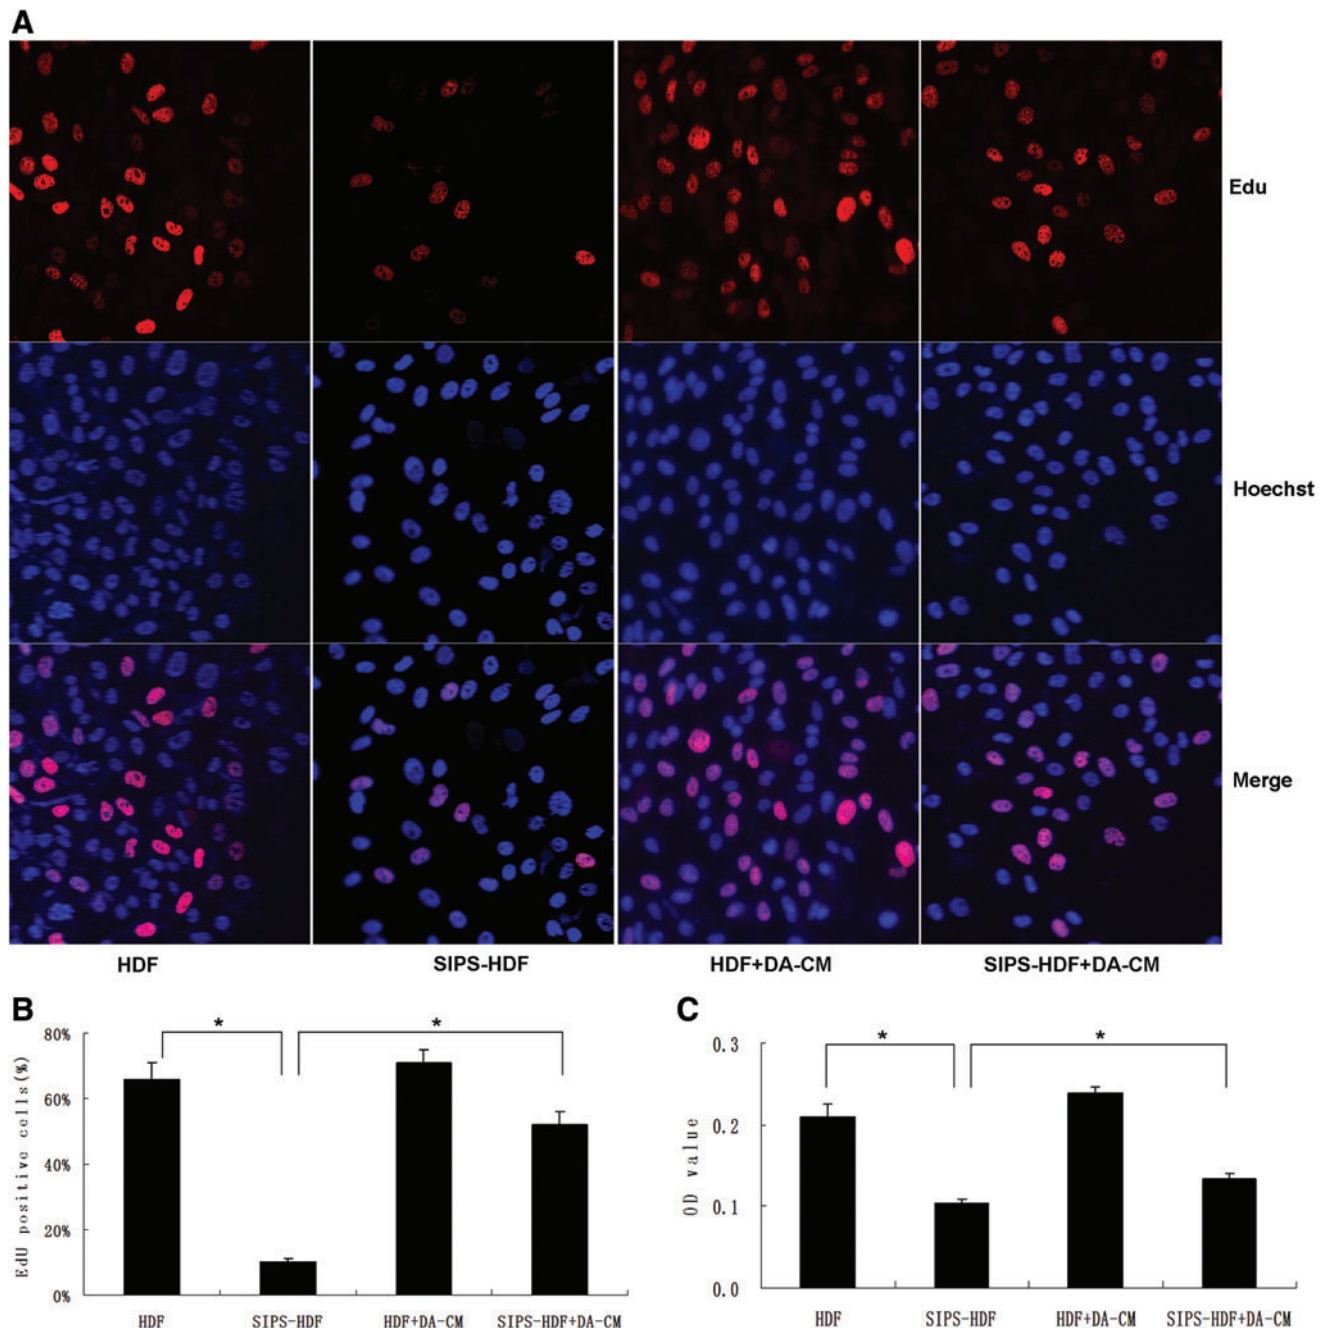 A
Edu
Hoechst
Merge
HDF SIPS-HDF HDF+DA-CM SIPS-HDF+DA-CM
B
EdU positive cells(%)
80%
60%
40%
20%
0%
* *
HDF SIPS-HDF HDF+DA-CM SIPS-HDF+DA-CM
C
OD value
0.3
0.2
0.1
0.0
* *
HDF SIPS-HDF HDF+DA-CM SIPS-HDF+DA-CM